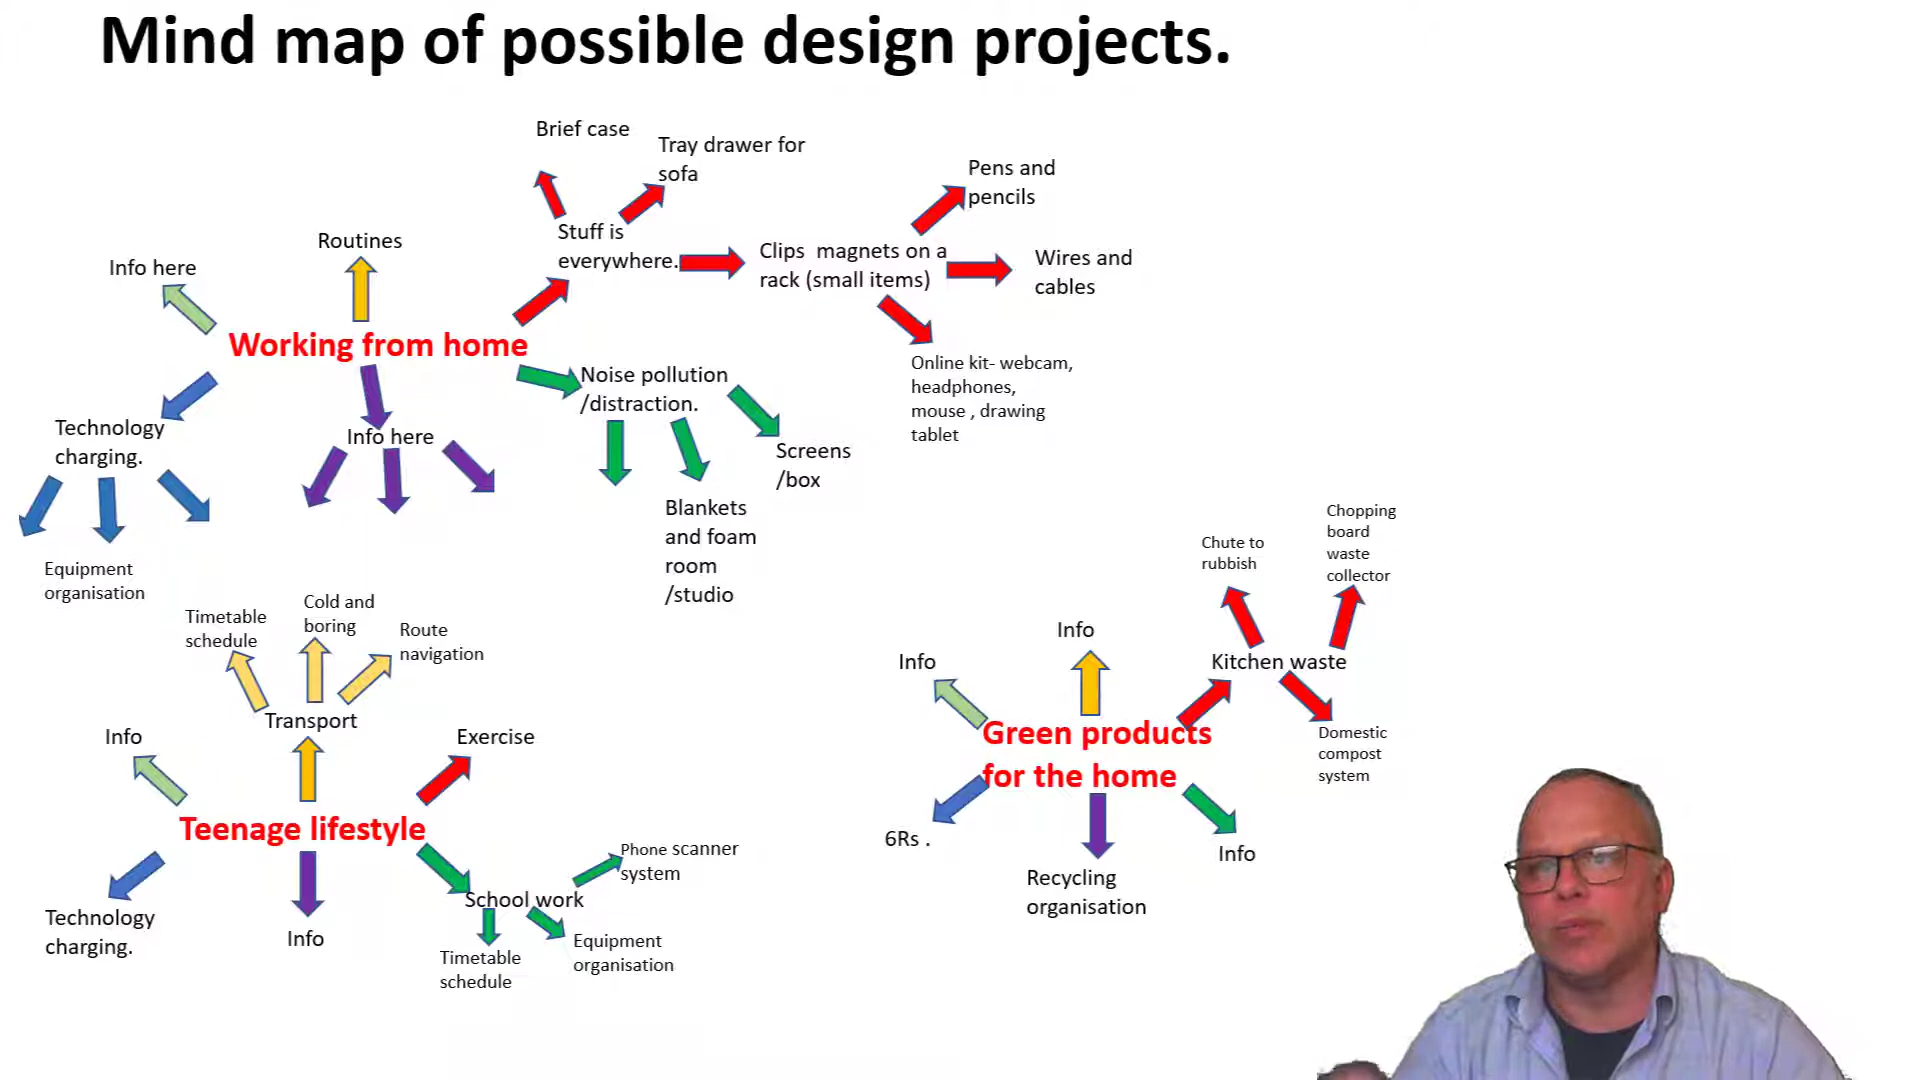 Mind map of possible design projects.
Brief case
Tray drawer for
sofa
Pens and
pencils
Stuff is
everywhere.
Clips  magnets on a
rack (small items)
Wires and
cables
Online kit- webcam,
headphones,
mouse , drawing
tablet
Routines
Info here
Working from home
Noise pollution
/distraction.
Screens
/box
Blankets
and foam
room
/studio
Technology
charging.
Info here
Equipment
organisation
Timetable
schedule
Cold and
boring
Route
navigation
Transport
Info
Exercise
Teenage lifestyle
Technology
charging.
Info
School work
Phone scanner
system
Timetable
schedule
Equipment
organisation
Chute to
rubbish
Chopping
board
waste
collector
Info
Info
Kitchen waste
Green products
for the home
Domestic
compost
system
6Rs .
Recycling
organisation
Info